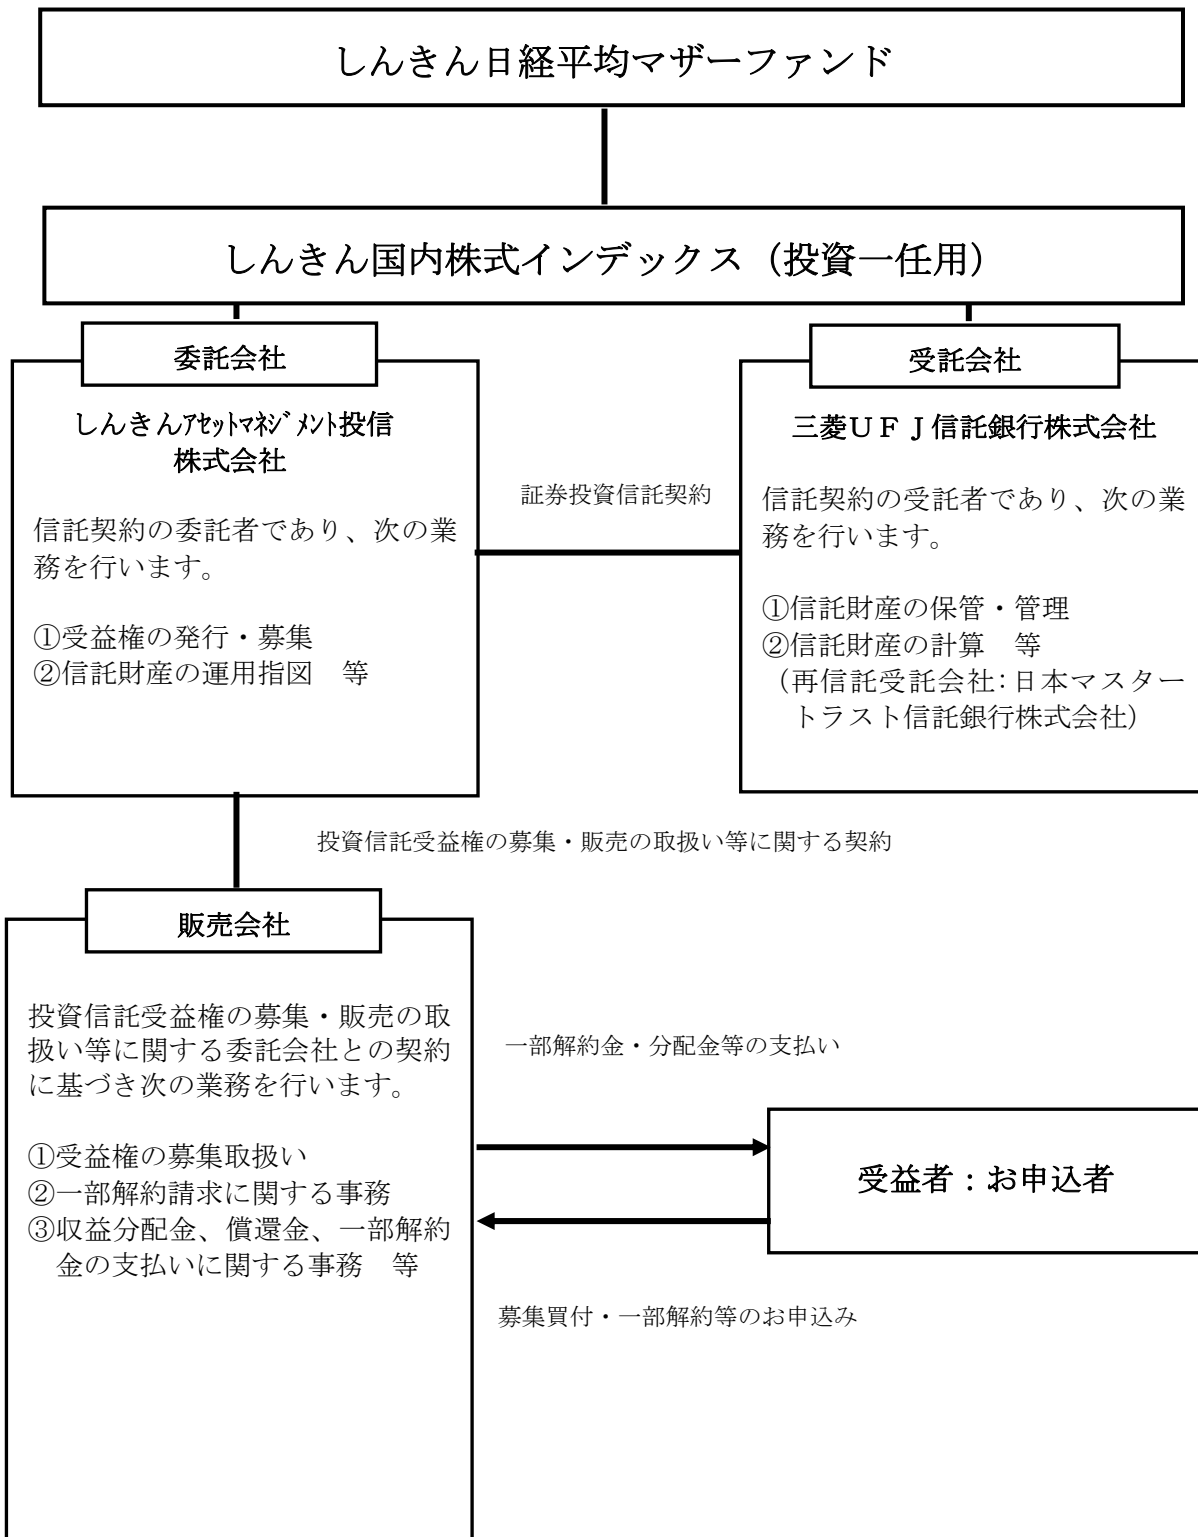 しんきん日経平均マザーファンド
しんきん国内株式インデックス（投資一任用）
委託会社
しんきんｱｾｯﾄﾏﾈｼﾞﾒﾝﾄ投信
株式会社
信託契約の委託者であり、次の業
務を行います。
①受益権の発行・募集
②信託財産の運用指図　等
証券投資信託契約
受託会社
三菱ＵＦＪ信託銀行株式会社
信託契約の受託者であり、次の業
務を行います。
①信託財産の保管・管理
②信託財産の計算　等
（再信託受託会社：日本マスター
トラスト信託銀行株式会社）
投資信託受益権の募集・販売の取扱い等に関する契約
販売会社
投資信託受益権の募集・販売の取
扱い等に関する委託会社との契約
に基づき次の業務を行います。
①受益権の募集取扱い
②一部解約請求に関する事務
③収益分配金、償還金、一部解約
金の支払いに関する事務　等
一部解約金・分配金等の支払い
受益者：お申込者
募集買付・一部解約等のお申込み